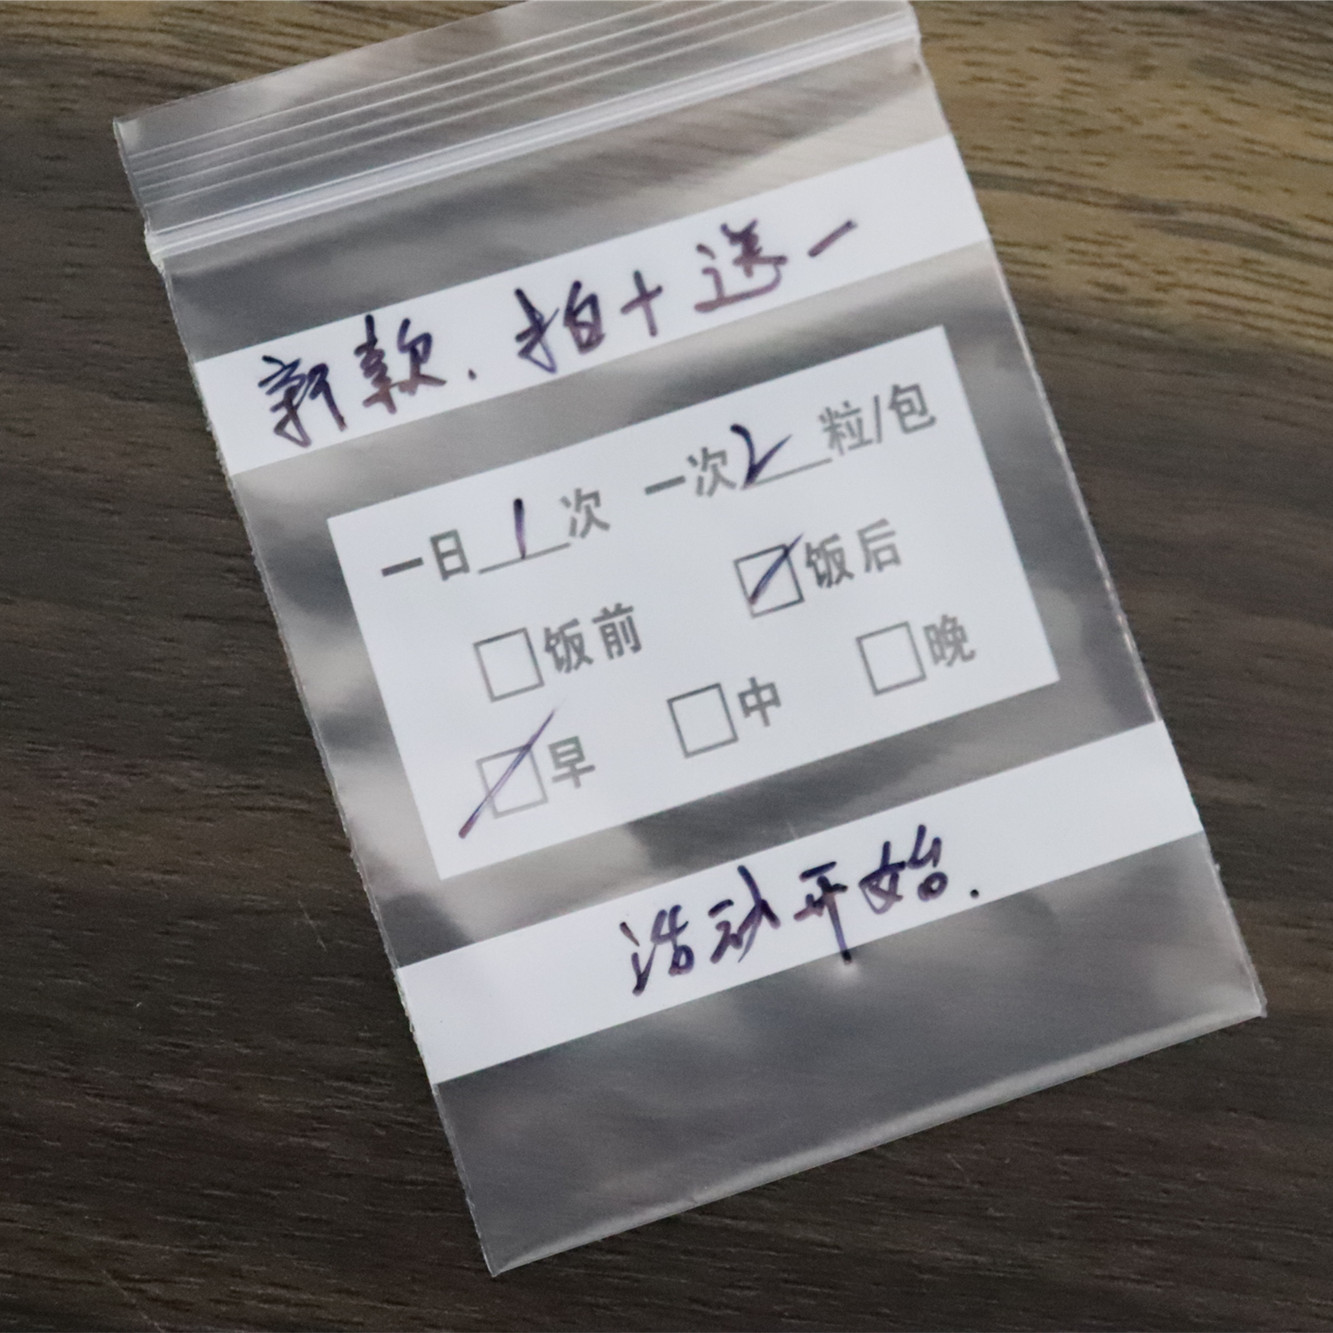 新款.拍十送一
一日1次 一次2粒/包
☐饭前 ☑饭后
☑早 ☐中 ☐晚
活动开始.